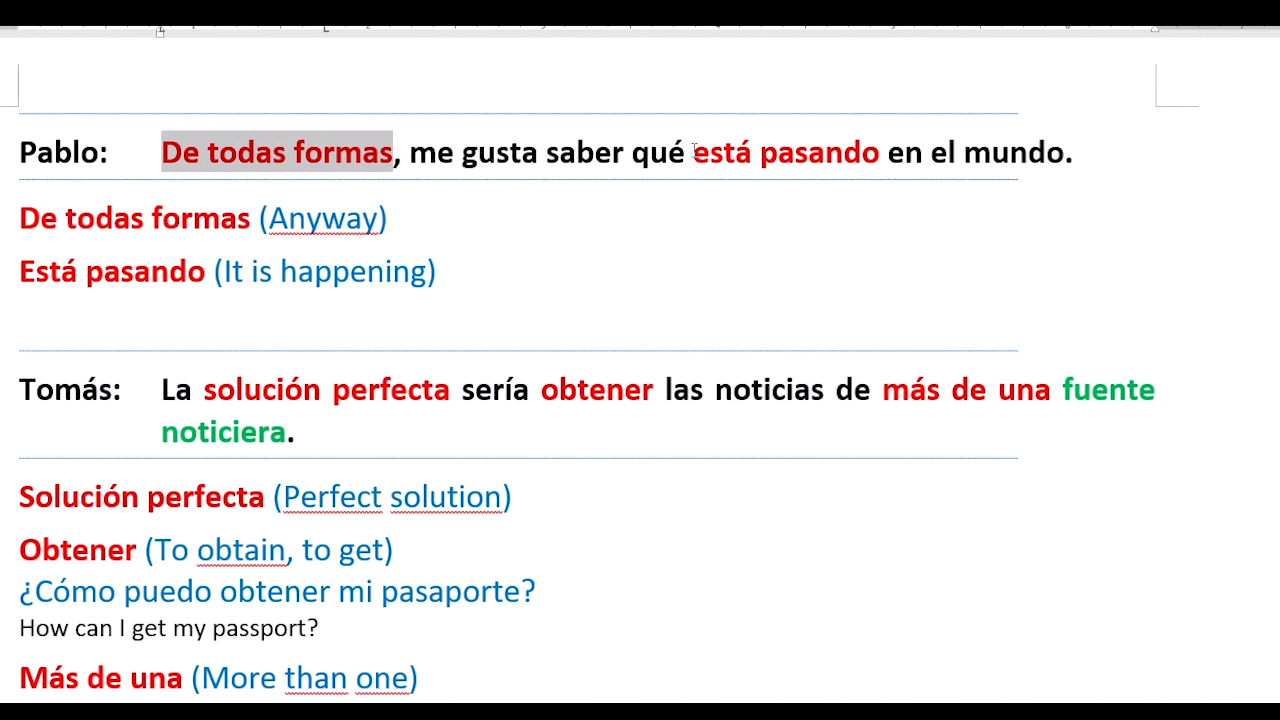 Pablo: De todas formas, me gusta saber qué está pasando en el mundo.
De todas formas (Anyway)
Está pasando (It is happening)
Tomás: La solución perfecta sería obtener las noticias de más de una fuente
noticiera.
Solución perfecta (Perfect solution)
Obtener (To obtain, to get)
¿Cómo puedo obtener mi pasaporte?
How can I get my passport?
Más de una (More than one)